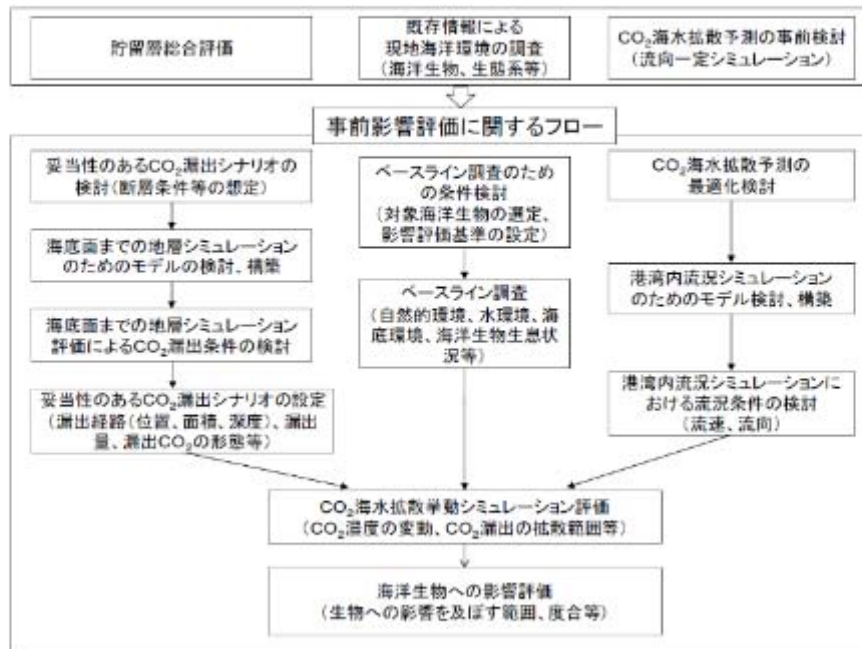 貯留層総合評価
既存情報による
現地海洋環境の調査
(海洋生物、生態系等)
CO₂海水拡散予測の事前検討
(流向一定シミュレーション)
事前影響評価に関するフロー
妥当性のあるCO₂漏出シナリオの
検討(断層条件等の想定)
海底面までの地層シミュレーション
のためのモデルの検討、構築
海底面までの地層シミュレーション
評価によるCO₂漏出条件の検討
妥当性のあるCO₂漏出シナリオの設定
(漏出経路(位置、面積、深度)、漏出
量、漏出CO₂の形態等)
ベースライン調査のため
の条件検討
(対象海洋生物の選定、
影響評価基準の設定)
ベースライン調査
(自然的環境、水環境、海
底環境、海洋生物生息状
況等)
CO₂海水拡散予測の
最適化検討
港湾内流況シミュレーション
のためのモデル検討、構築
港湾内流況シミュレーションに
おける流況条件の検討
(流速、流向)
CO₂海水拡散挙動シミュレーション評価
(CO₂濃度の変動、CO₂漏出の拡散範囲等)
海洋生物への影響評価
(生物への影響を及ぼす範囲、度合等)